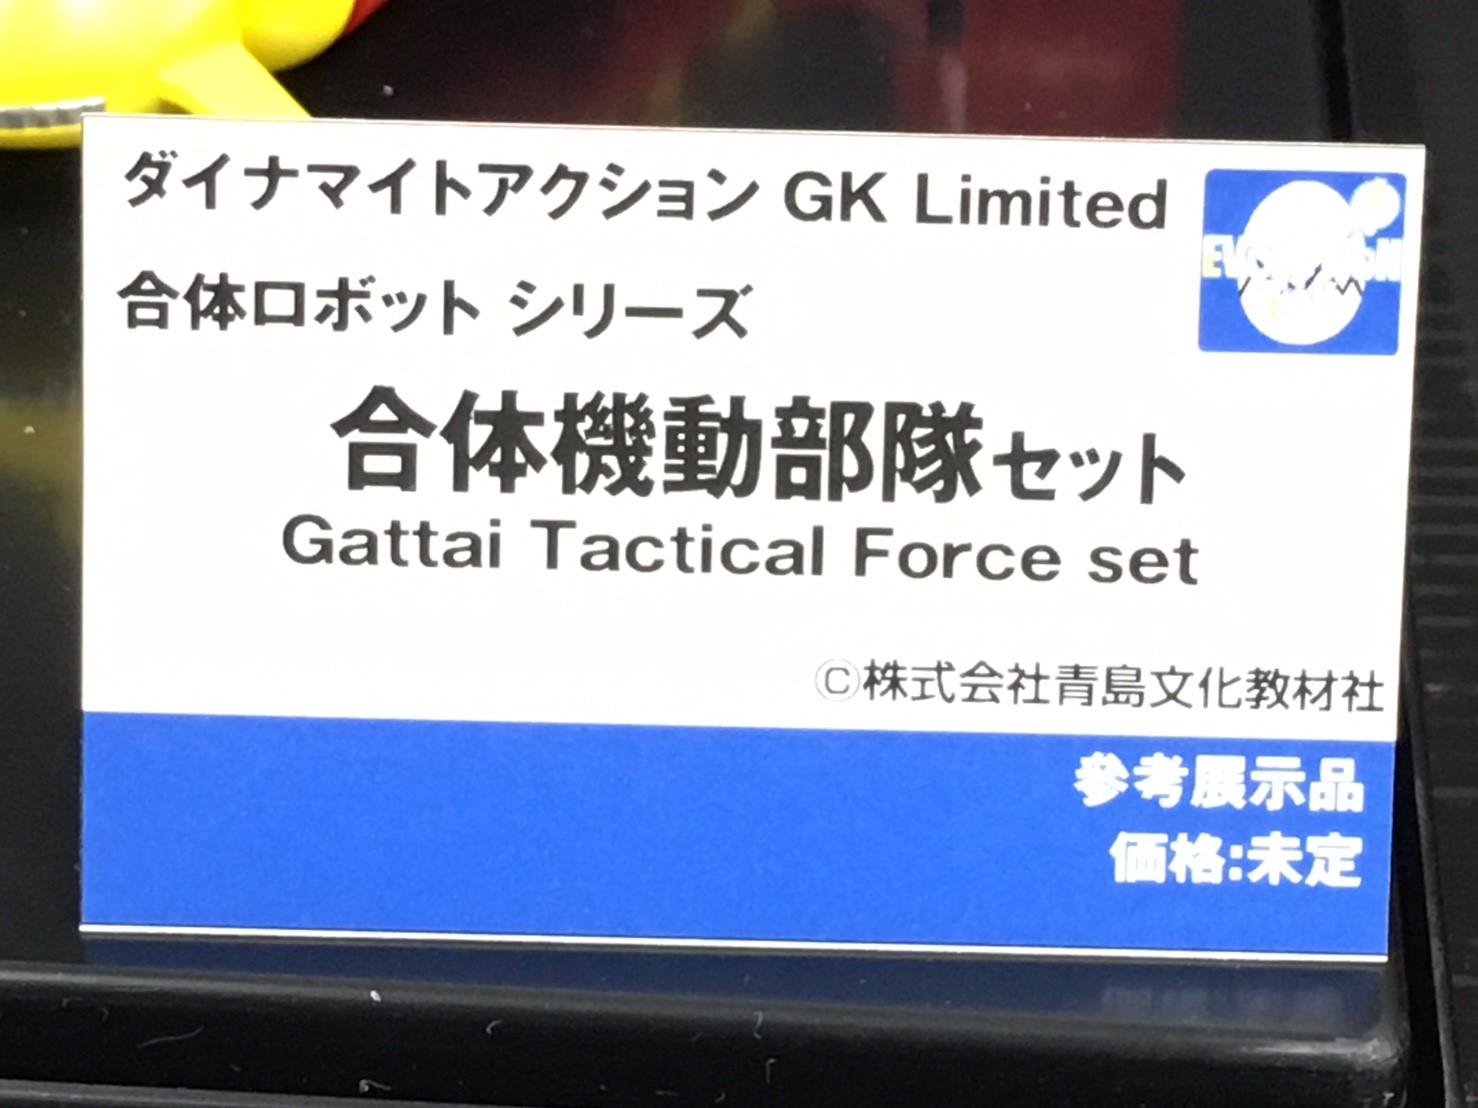 ダイナマイトアクション GK Limited
合体ロボット シリーズ
合体機動部隊セット
Gattai Tactical Force set
Ⓒ株式会社青島文化教材社
参考展示品
価格:未定